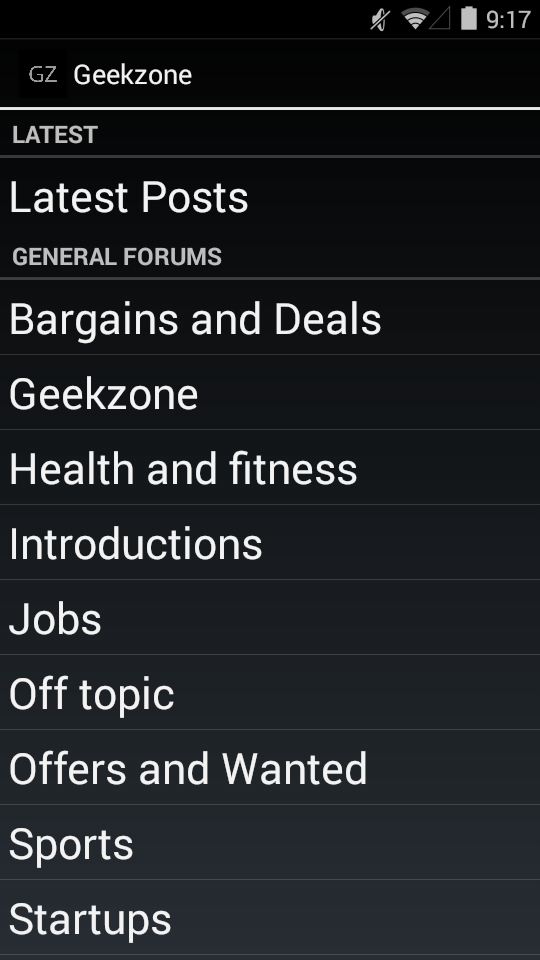 9:17
GZ Geekzone
LATEST
Latest Posts
GENERAL FORUMS
Bargains and Deals
Geekzone
Health and fitness
Introductions
Jobs
Off topic
Offers and Wanted
Sports
Startups